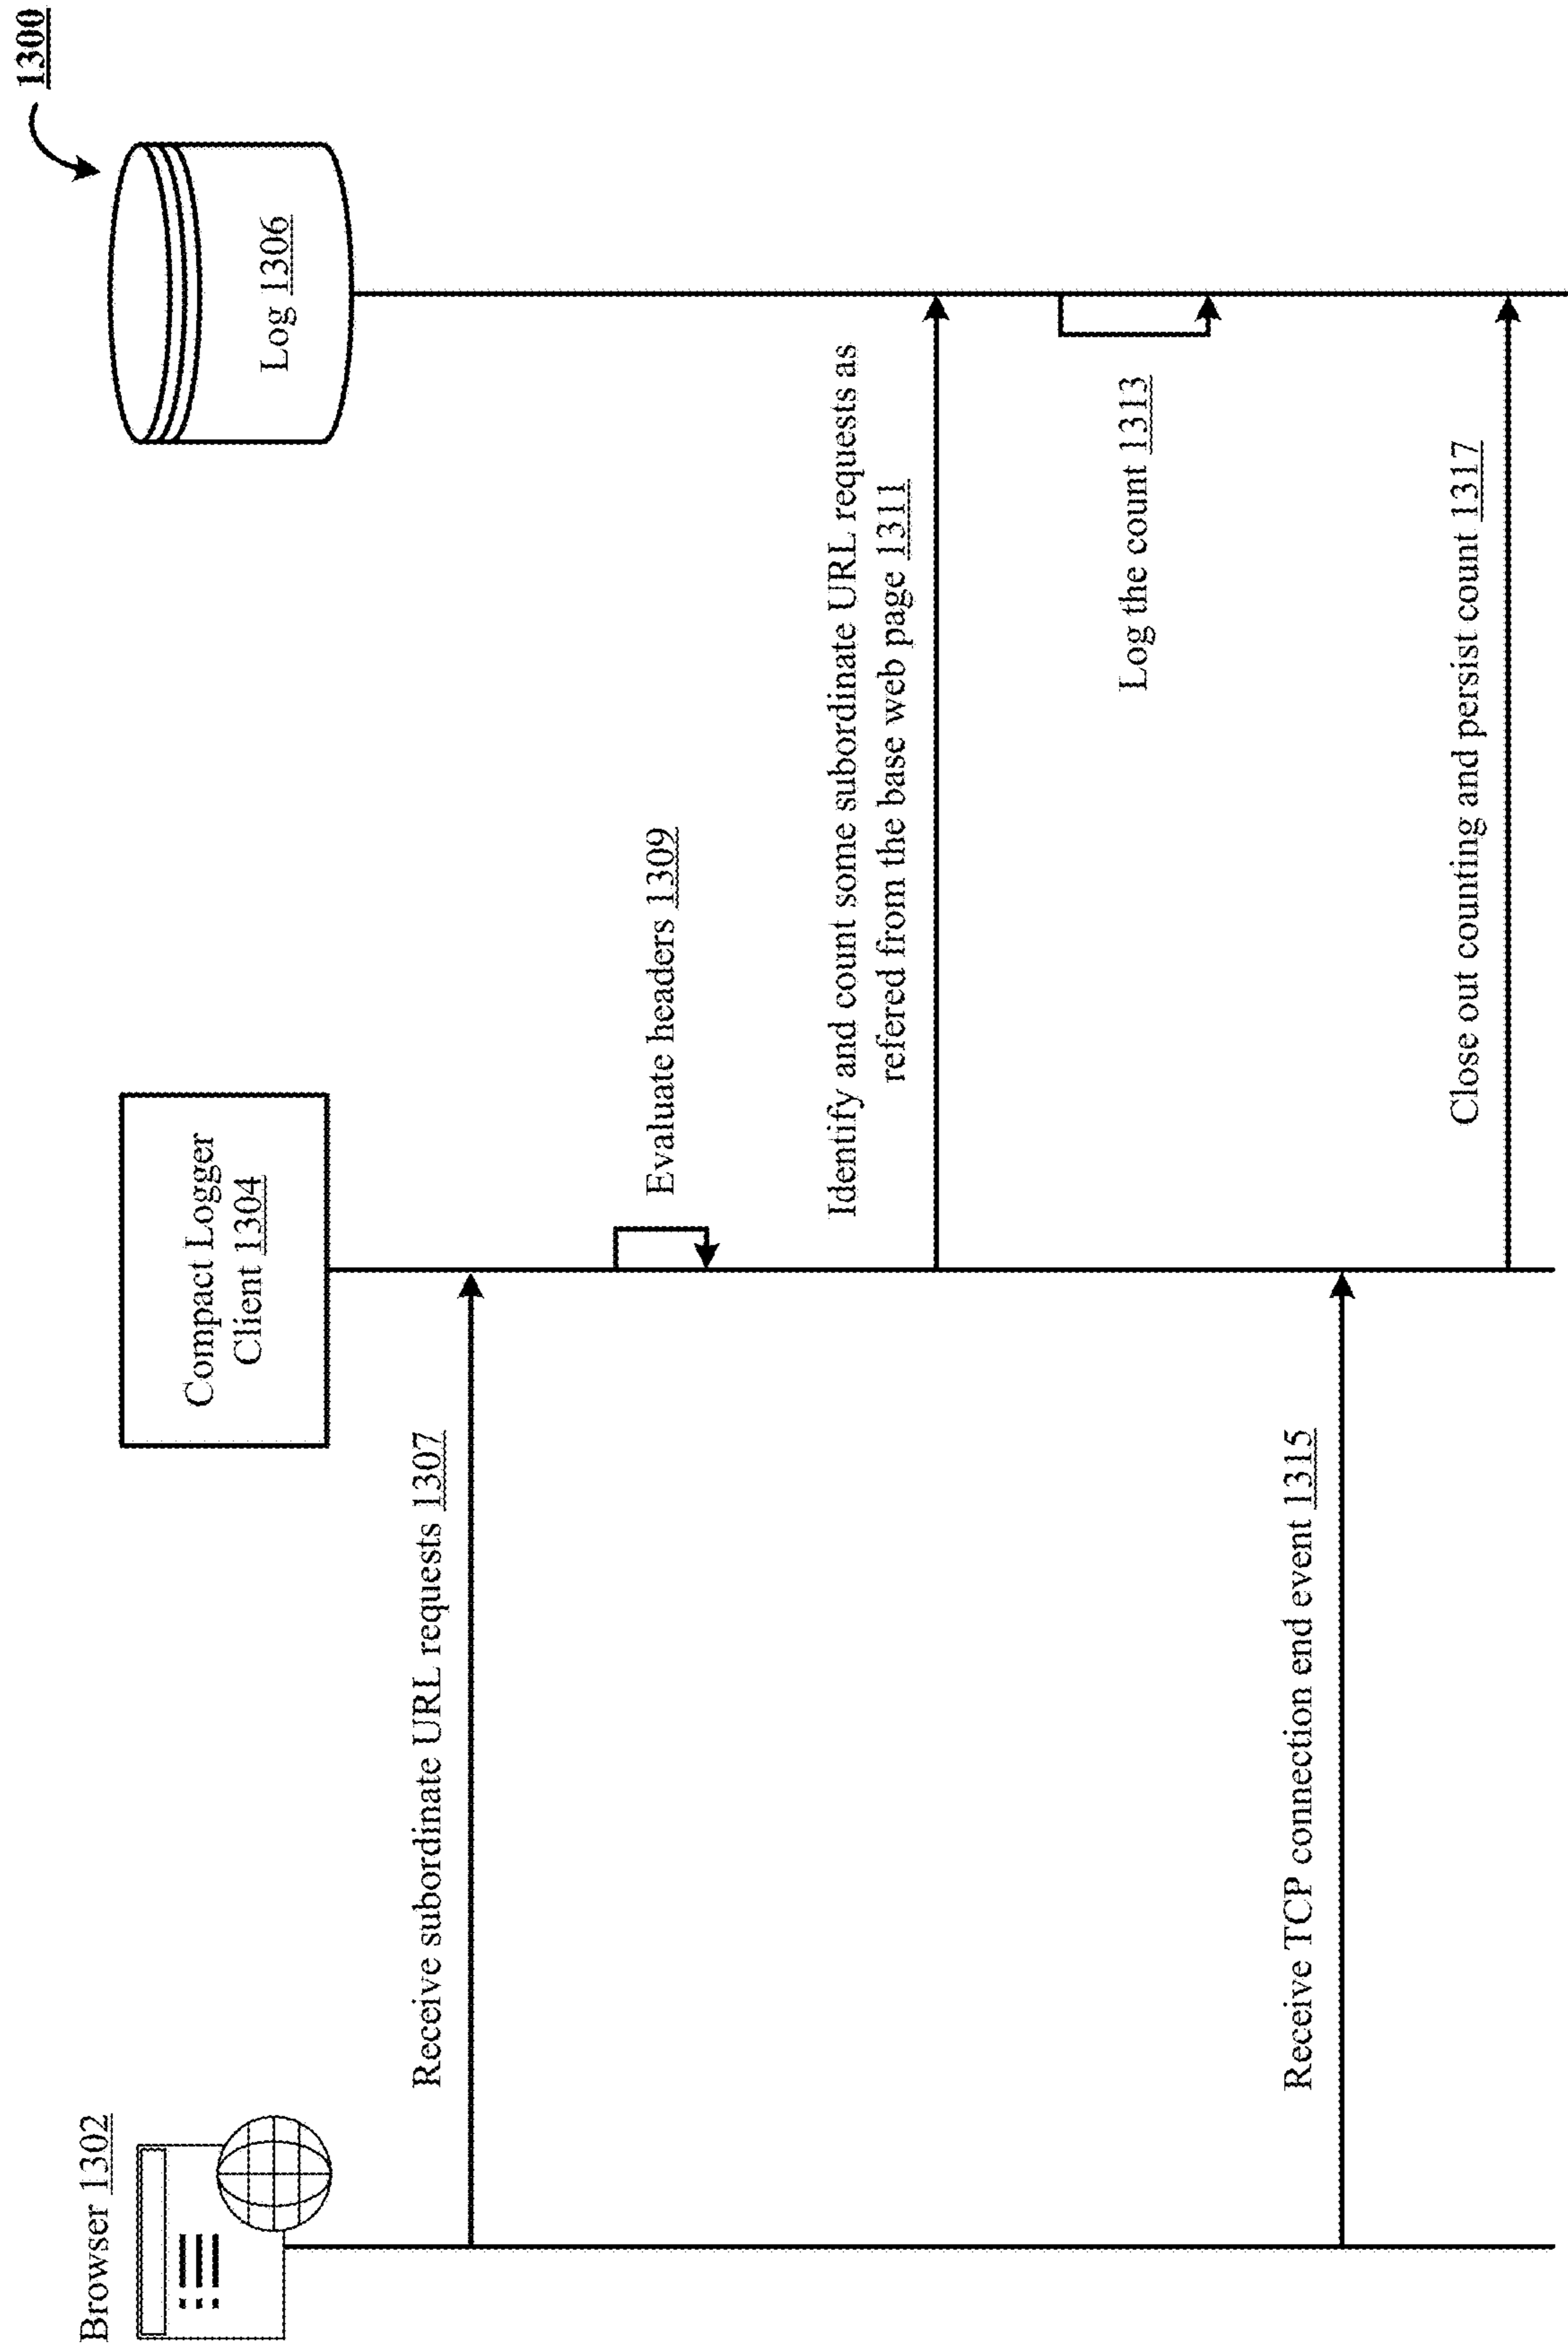 1300
Browser 1302
Compact Logger
Client 1304
Log 1306
Receive subordinate URL requests 1307
Evaluate headers 1309
Identify and count some subordinate URL requests as
refered from the base web page 1311
Log the count 1313
Receive TCP connection end event 1315
Close out counting and persist count 1317